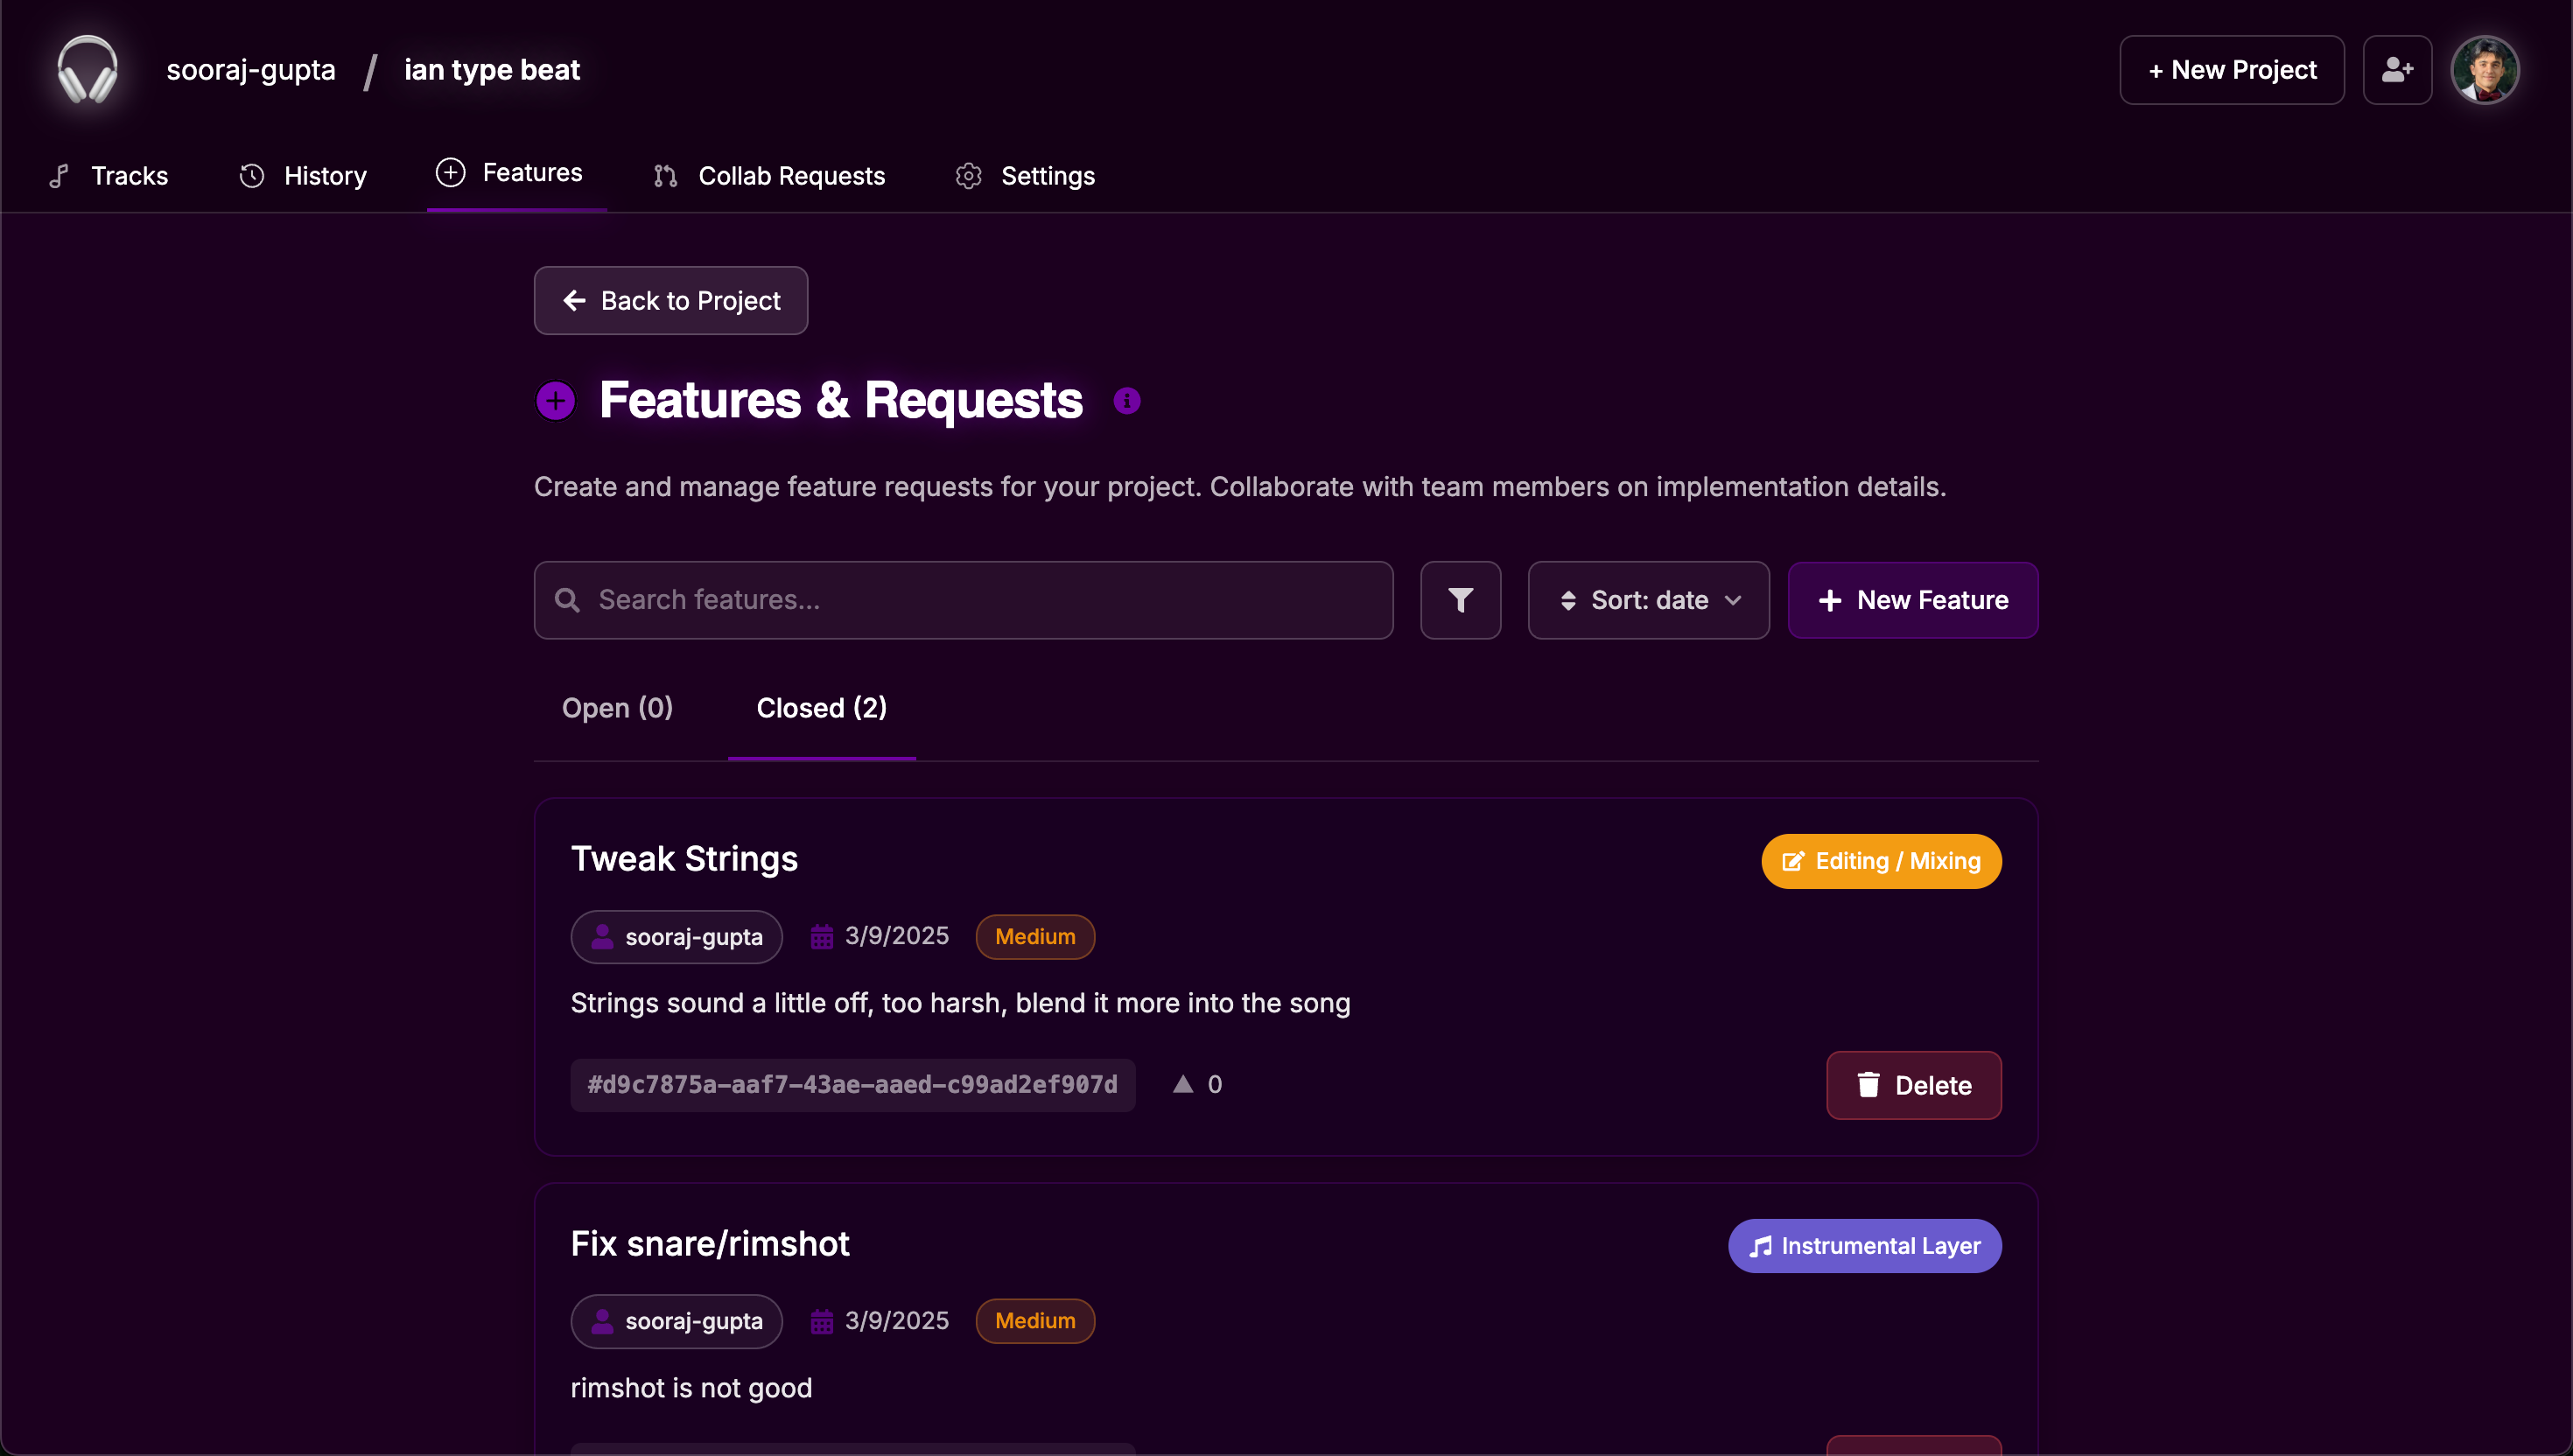 sooraj-gupta / ian type beat
+ New Project
Tracks
History
Features
Collab Requests
Settings
Back to Project
Features & Requests
Create and manage feature requests for your project. Collaborate with team members on implementation details.
Search features...
Sort: date
New Feature
Open (0)
Closed (2)
Tweak Strings
Editing / Mixing
sooraj-gupta
3/9/2025
Medium
Strings sound a little off, too harsh, blend it more into the song
#d9c7875a-aaf7-43ae-aaed-c99ad2ef907d
0
Delete
Fix snare/rimshot
Instrumental Layer
sooraj-gupta
3/9/2025
Medium
rimshot is not good